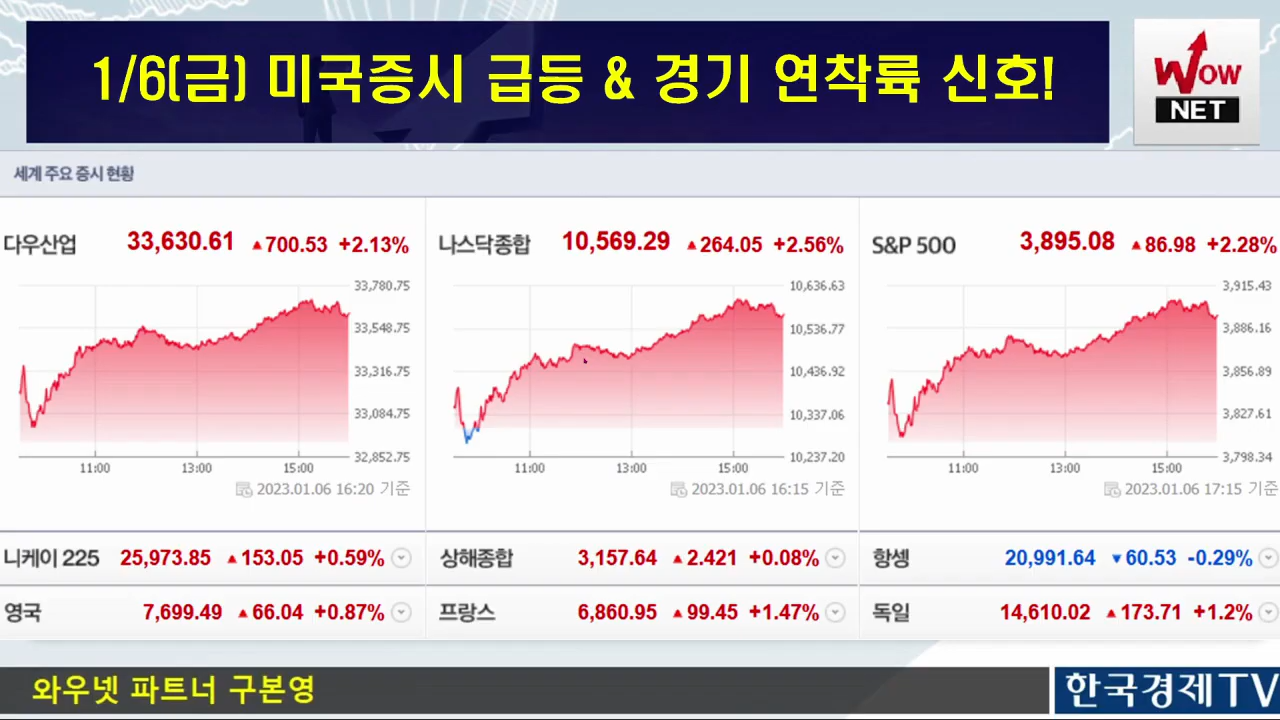 1/6(금) 미국증시 급등 & 경기 연착륙 신호!
WOW
NET
세계 주요 증시 현황
다우산업 33,630.61 ▲700.53 +2.13%
33,780.75
33,548.75
33,316.75
33,084.75
32,852.75
11:00 13:00 15:00
2023.01.06 16:20 기준
나스닥종합 10,569.29 ▲264.05 +2.56%
10,636.63
10,536.77
10,436.92
10,337.06
10,237.20
11:00 13:00 15:00
2023.01.06 16:15 기준
S&P 500 3,895.08 ▲86.98 +2.28%
3,915.43
3,886.16
3,856.89
3,827.61
3,798.34
11:00 13:00 15:00
2023.01.06 17:15 기준
니케이 225 25,973.85 ▲153.05 +0.59%
상해종합 3,157.64 ▲2.421 +0.08%
항셍 20,991.64 ▼60.53 -0.29%
영국 7,699.49 ▲66.04 +0.87%
프랑스 6,860.95 ▲99.45 +1.47%
독일 14,610.02 ▲173.71 +1.2%
와우넷 파트너 구본영
한국경제TV